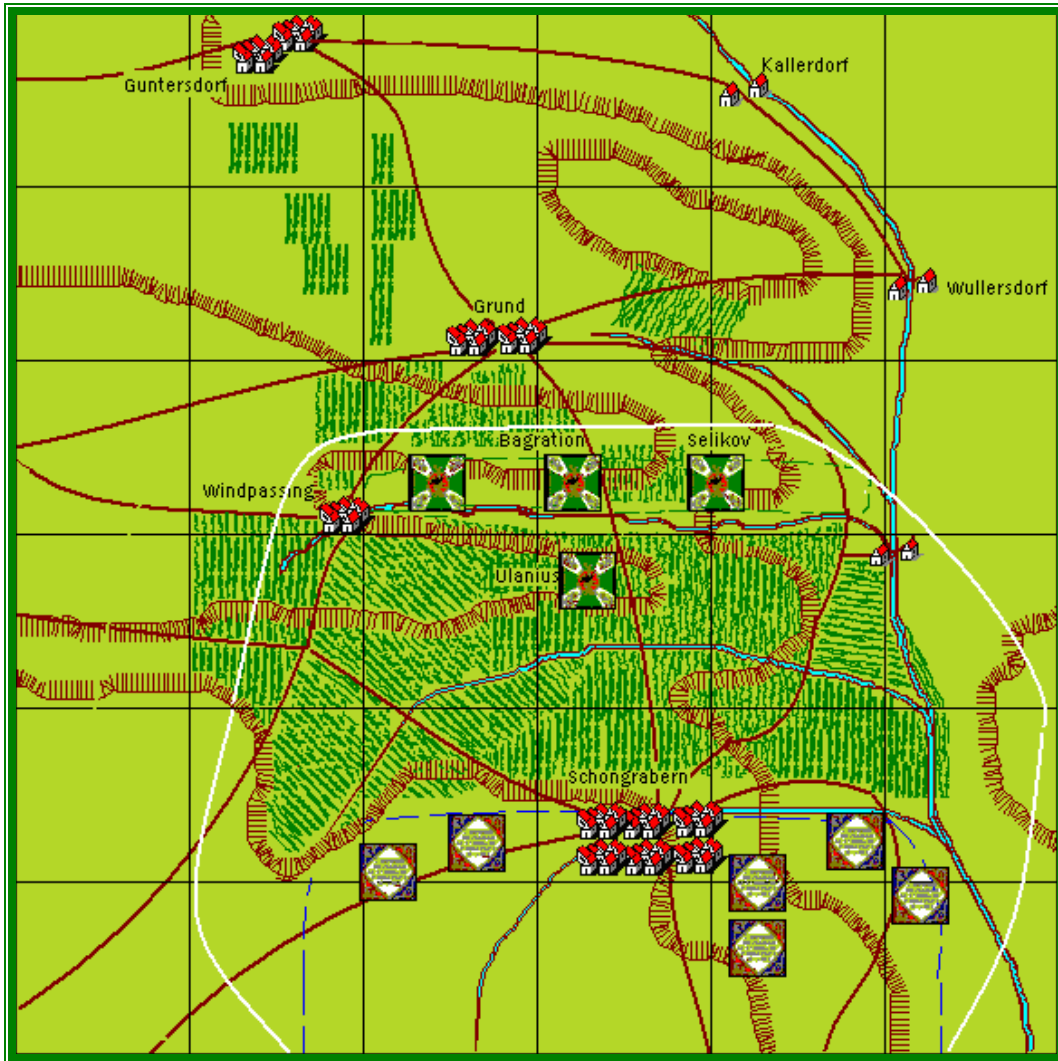 Kallerdorf
Guntersdorf
Wullersdorf
Grund
Bagration
Selikov
Windpassing
Ulanius
Schongrabern